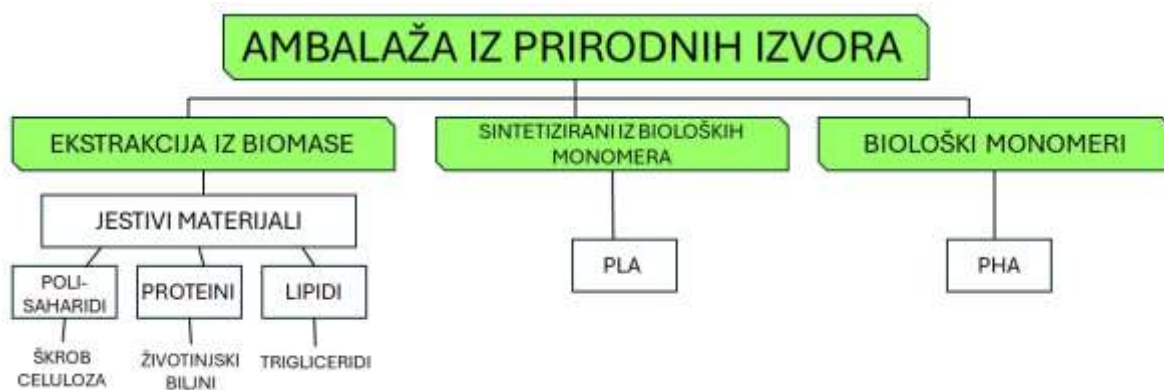 AMBALAŽA IZ PRIRODNIH IZVORA
EKSTRAKCIJA IZ BIOMASE
SINTETIZIRANI IZ BIOLOŠKIH
MONOMERA
BIOLOŠKI MONOMERI
JESTIVI MATERIJALI
PLA
PHA
POLI-
SAHARIDI
PROTEINI
LIPIDI
ŠKROB
CELULOZA
ŽIVOTINJSKI
BILJNI
TRIGLICERIDI